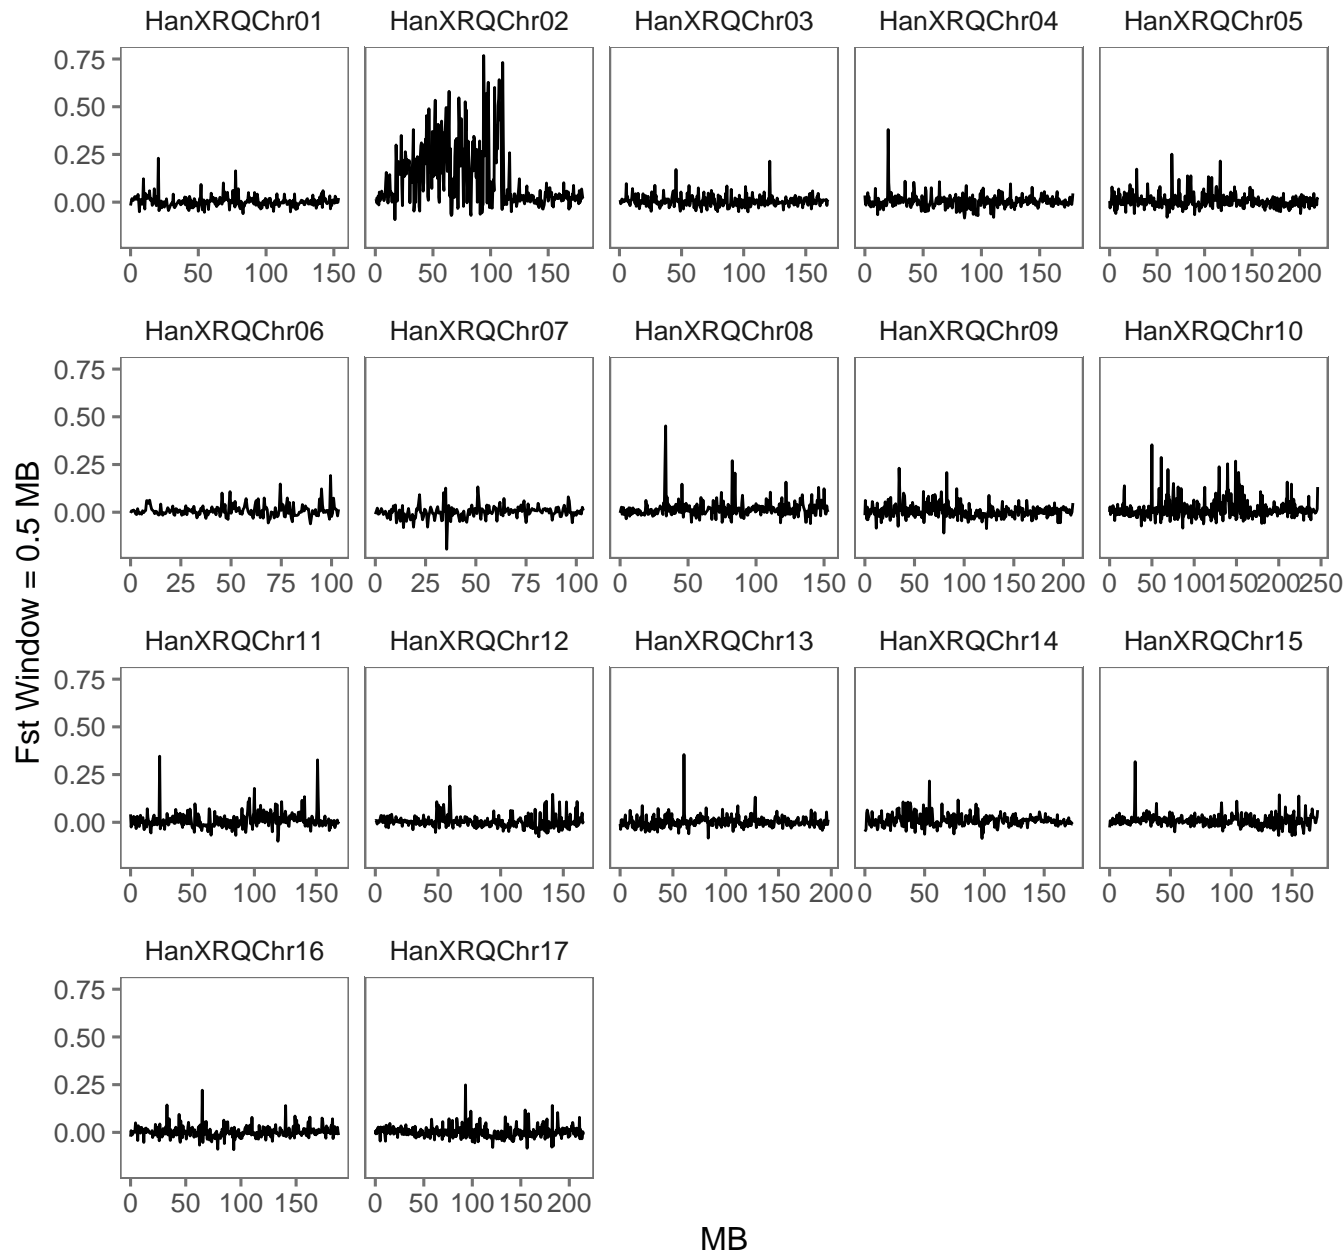 HanXRQChr01 HanXRQChr02 HanXRQChr03 HanXRQChr04 HanXRQChr05
0.75
0.50
0.25
0.00
0 50 100 150 0 50 100 150 0 50 100 150 0 50 100 150 0 50 100 150 200
HanXRQChr06 HanXRQChr07 HanXRQChr08 HanXRQChr09 HanXRQChr10
0.75
0.50
0.25
0.00
0 25 50 75 100 0 25 50 75 100 0 50 100 150 0 50 100 150 200 0 50 100 150 200 250
Fst Window = 0.5 MB
HanXRQChr11 HanXRQChr12 HanXRQChr13 HanXRQChr14 HanXRQChr15
0.75
0.50
0.25
0.00
0 50 100 150 0 50 100 150 0 50 100 150 200 0 50 100 150 0 50 100 150
HanXRQChr16 HanXRQChr17
0.75
0.50
0.25
0.00
0 50 100 150 0 50 100 150 200
MB